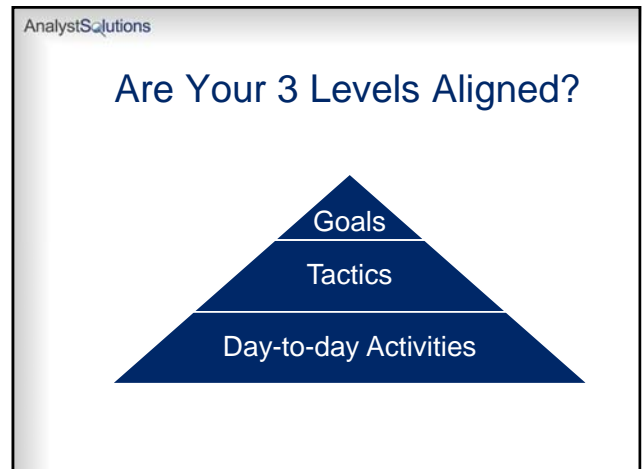 AnalystSolutions
Are Your 3 Levels Aligned?
Goals
Tactics
Day-to-day Activities